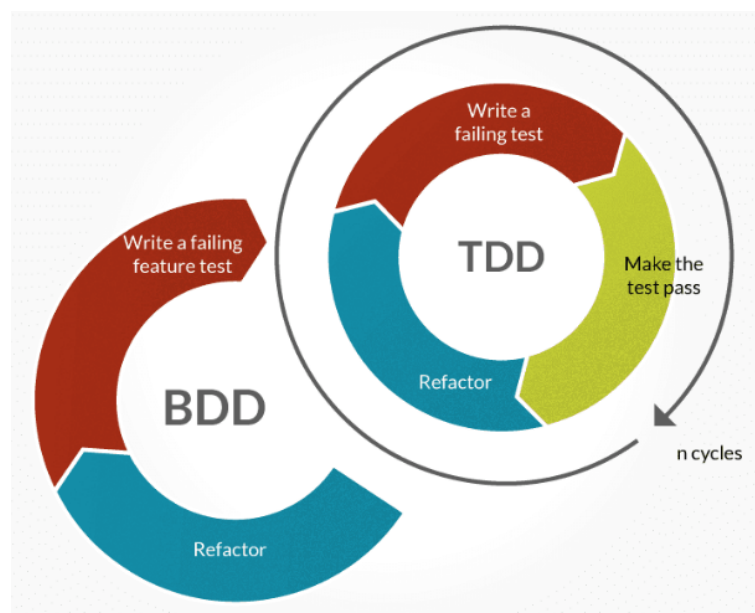 Write a
failing test
TDD
Make the
test pass
Refactor
n cycles
Write a failing
feature test
BDD
Refactor